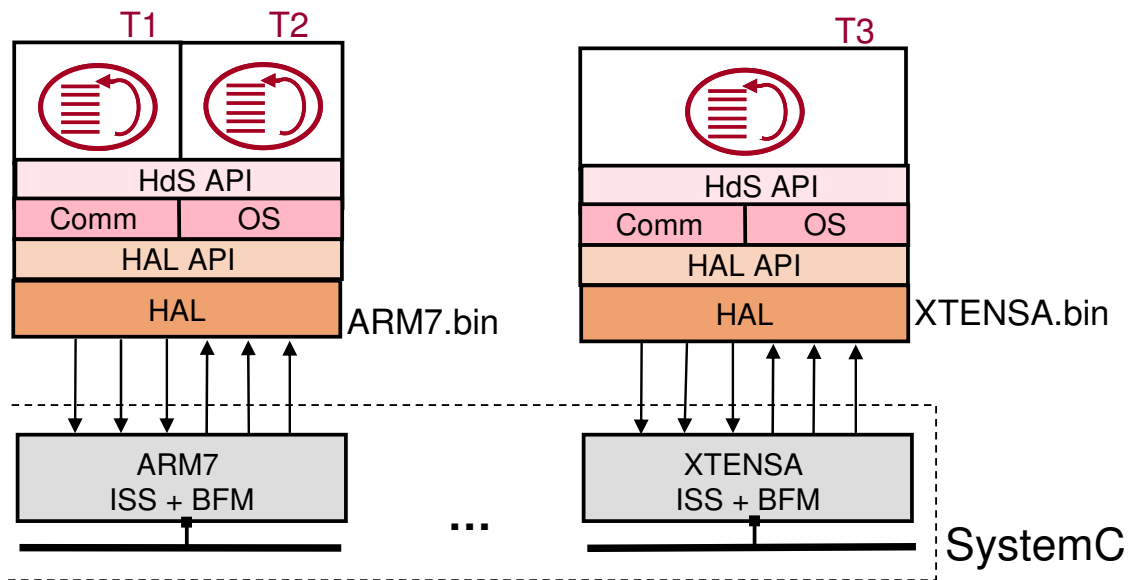 T1 T2
T3
HdS API
Comm OS
HAL API
HAL
ARM7.bin
HdS API
Comm OS
HAL API
HAL
XTENSA.bin
ARM7
ISS + BFM
...
XTENSA
ISS + BFM
SystemC